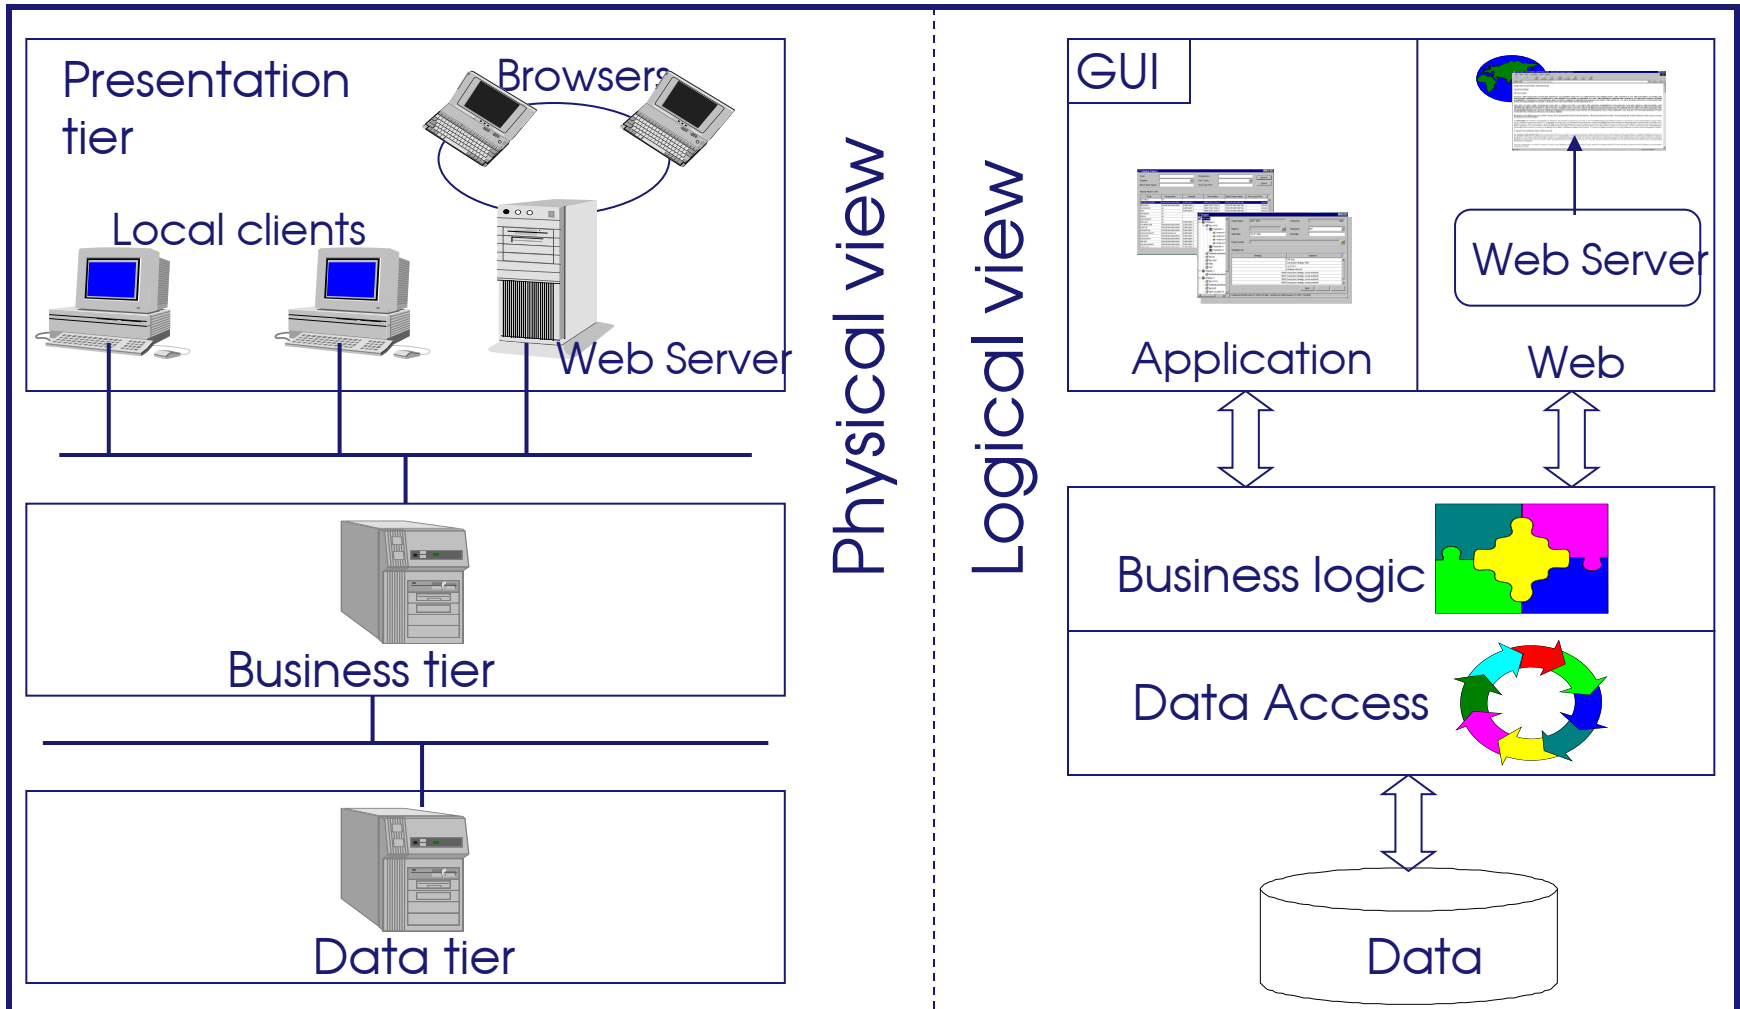 Presentation
tier
Browsers
Local clients
Web Server
Business tier
Data tier
Physical view
Logical view
GUI
Web Server
Application
Web
Business logic
Data Access
Data